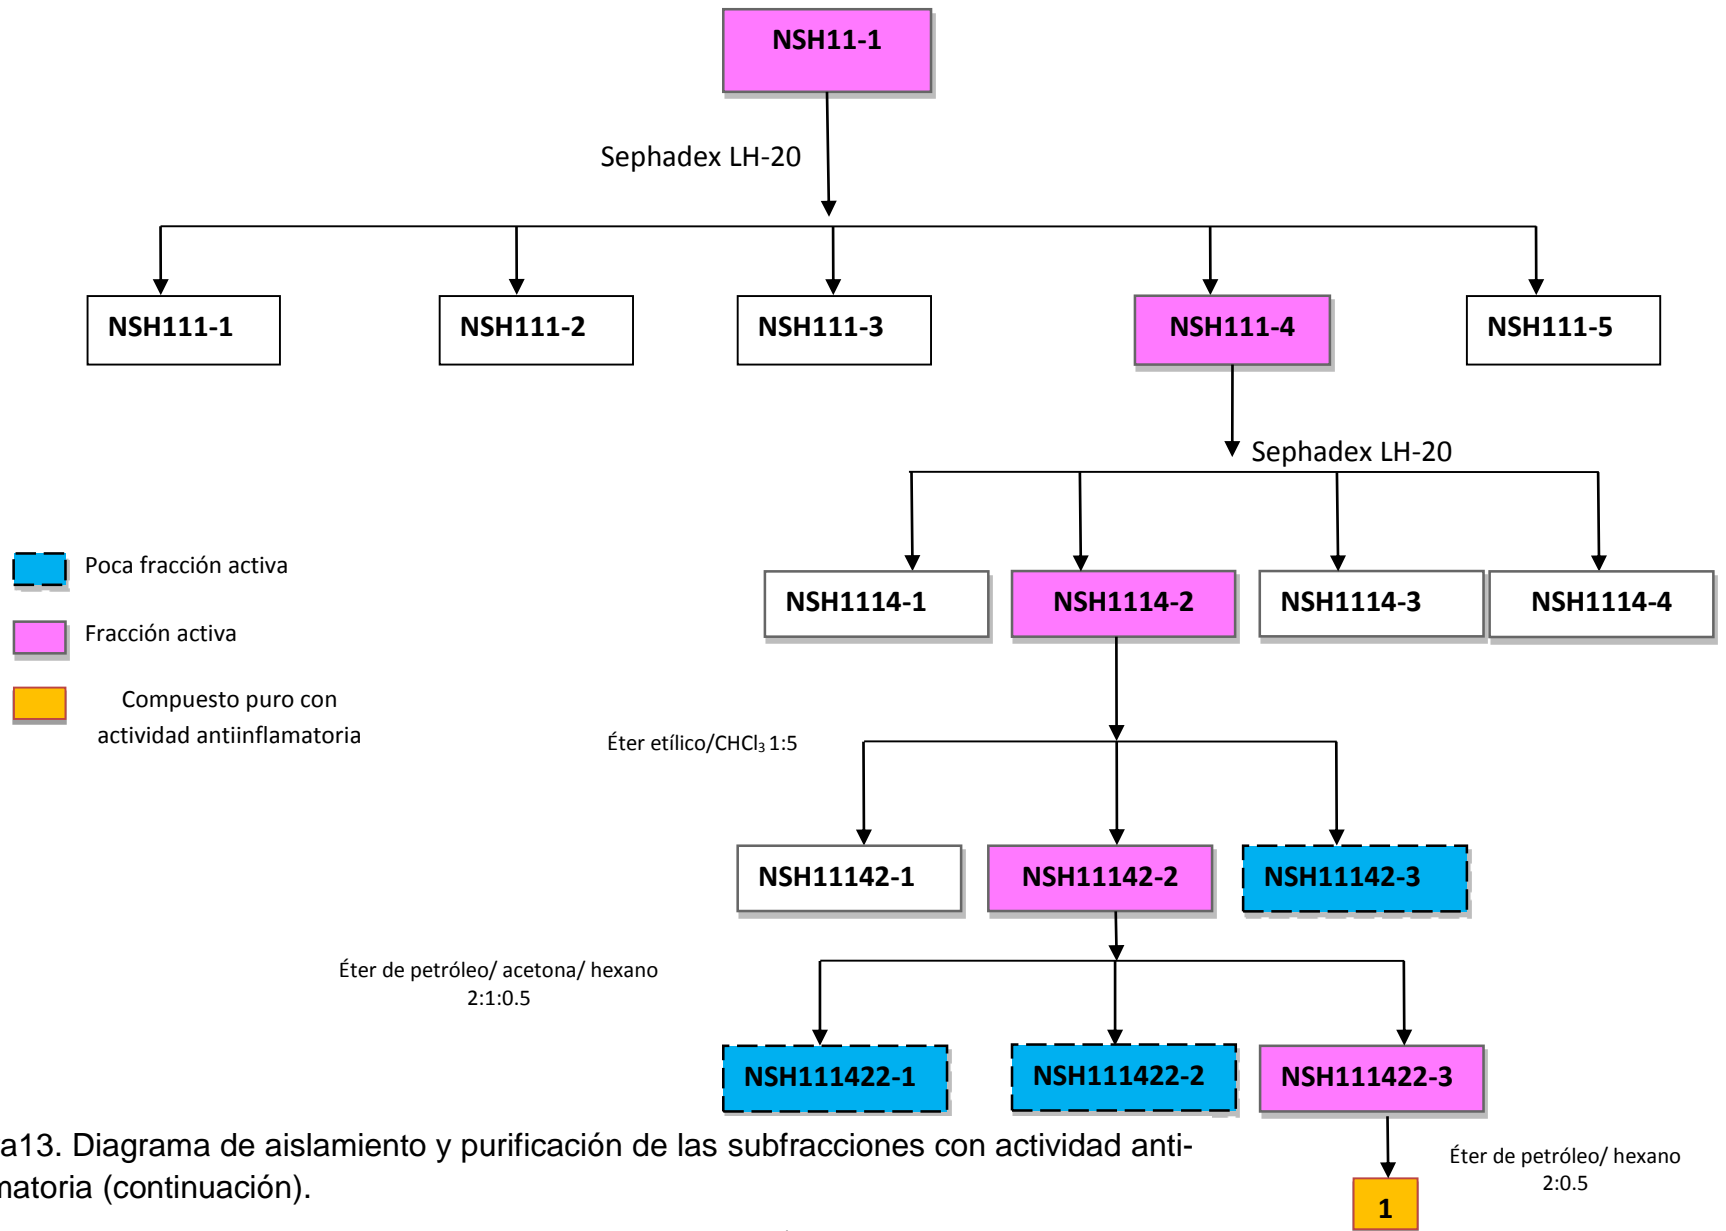 NSH11-1
Sephadex LH-20
NSH111-1 NSH111-2 NSH111-3 NSH111-4 NSH111-5
Sephadex LH-20
Poca fracción activa
Fracción activa
Compuesto puro con
actividad antiinflamatoria
NSH1114-1 NSH1114-2 NSH1114-3 NSH1114-4
Éter etílico/CHCl₃ 1:5
NSH11142-1 NSH11142-2 NSH11142-3
Éter de petróleo/ acetona/ hexano
2:1:0.5
NSH111422-1 NSH111422-2 NSH111422-3
a13. Diagrama de aislamiento y purificación de las subfracciones con actividad anti-
matoria (continuación).
Éter de petróleo/ hexano
2:0.5
1